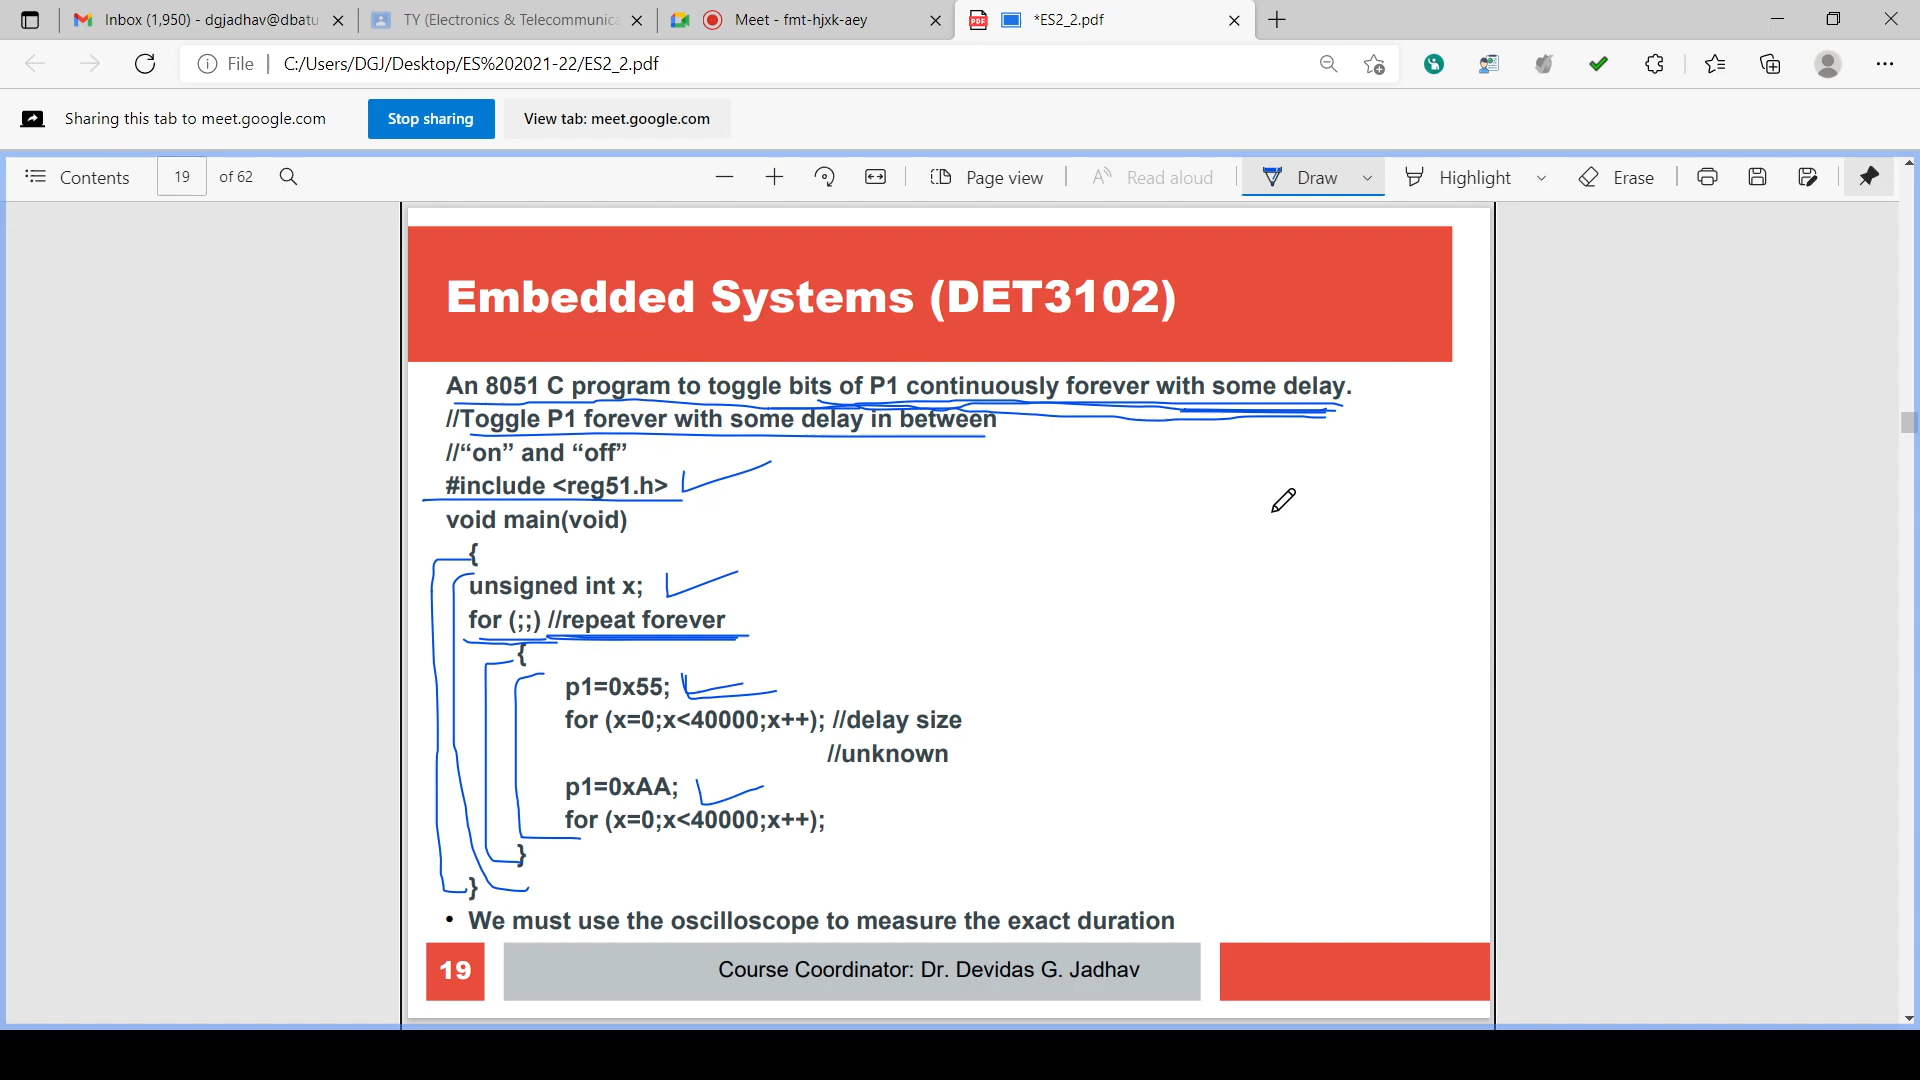 Inbox (1,950) - dgjadhav@dbatu
TY (Electronics & Telecommunica
Meet - fmt-hjxk-aey
PDF
*ES2_2.pdf
File
C:/Users/DGJ/Desktop/ES%202021-22/ES2_2.pdf
Sharing this tab to meet.google.com
Stop sharing
View tab: meet.google.com
Contents
19
of 62
Page view
Read aloud
Draw
Highlight
Erase
Embedded Systems (DET3102)
An 8051 C program to toggle bits of P1 continuously forever with some delay.
//Toggle P1 forever with some delay in between
//“on” and “off”
#include <reg51.h>
void main(void)
{
unsigned int x;
for (;;) //repeat forever
{
p1=0x55;
for (x=0;x<40000;x++); //delay size
//unknown
p1=0xAA;
for (x=0;x<40000;x++);
}
}
• We must use the oscilloscope to measure the exact duration
19
Course Coordinator: Dr. Devidas G. Jadhav